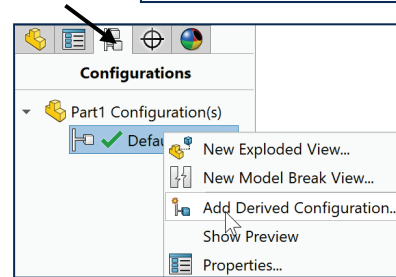 Configurations
Part1 Configuration(s)
Defau
New Exploded View...
New Model Break View...
Add Derived Configuration...
Show Preview
Properties...